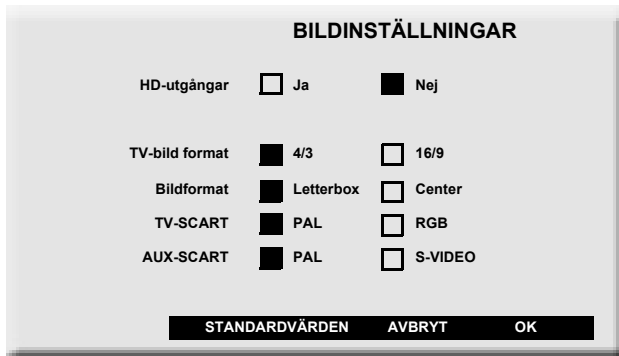 BILDINSTÄLLNINGAR
HD-utgångar Ja Nej
TV-bild format 4/3 16/9
Bildformat Letterbox Center
TV-SCART PAL RGB
AUX-SCART PAL S-VIDEO
STANDARDVÄRDEN AVBRYT OK